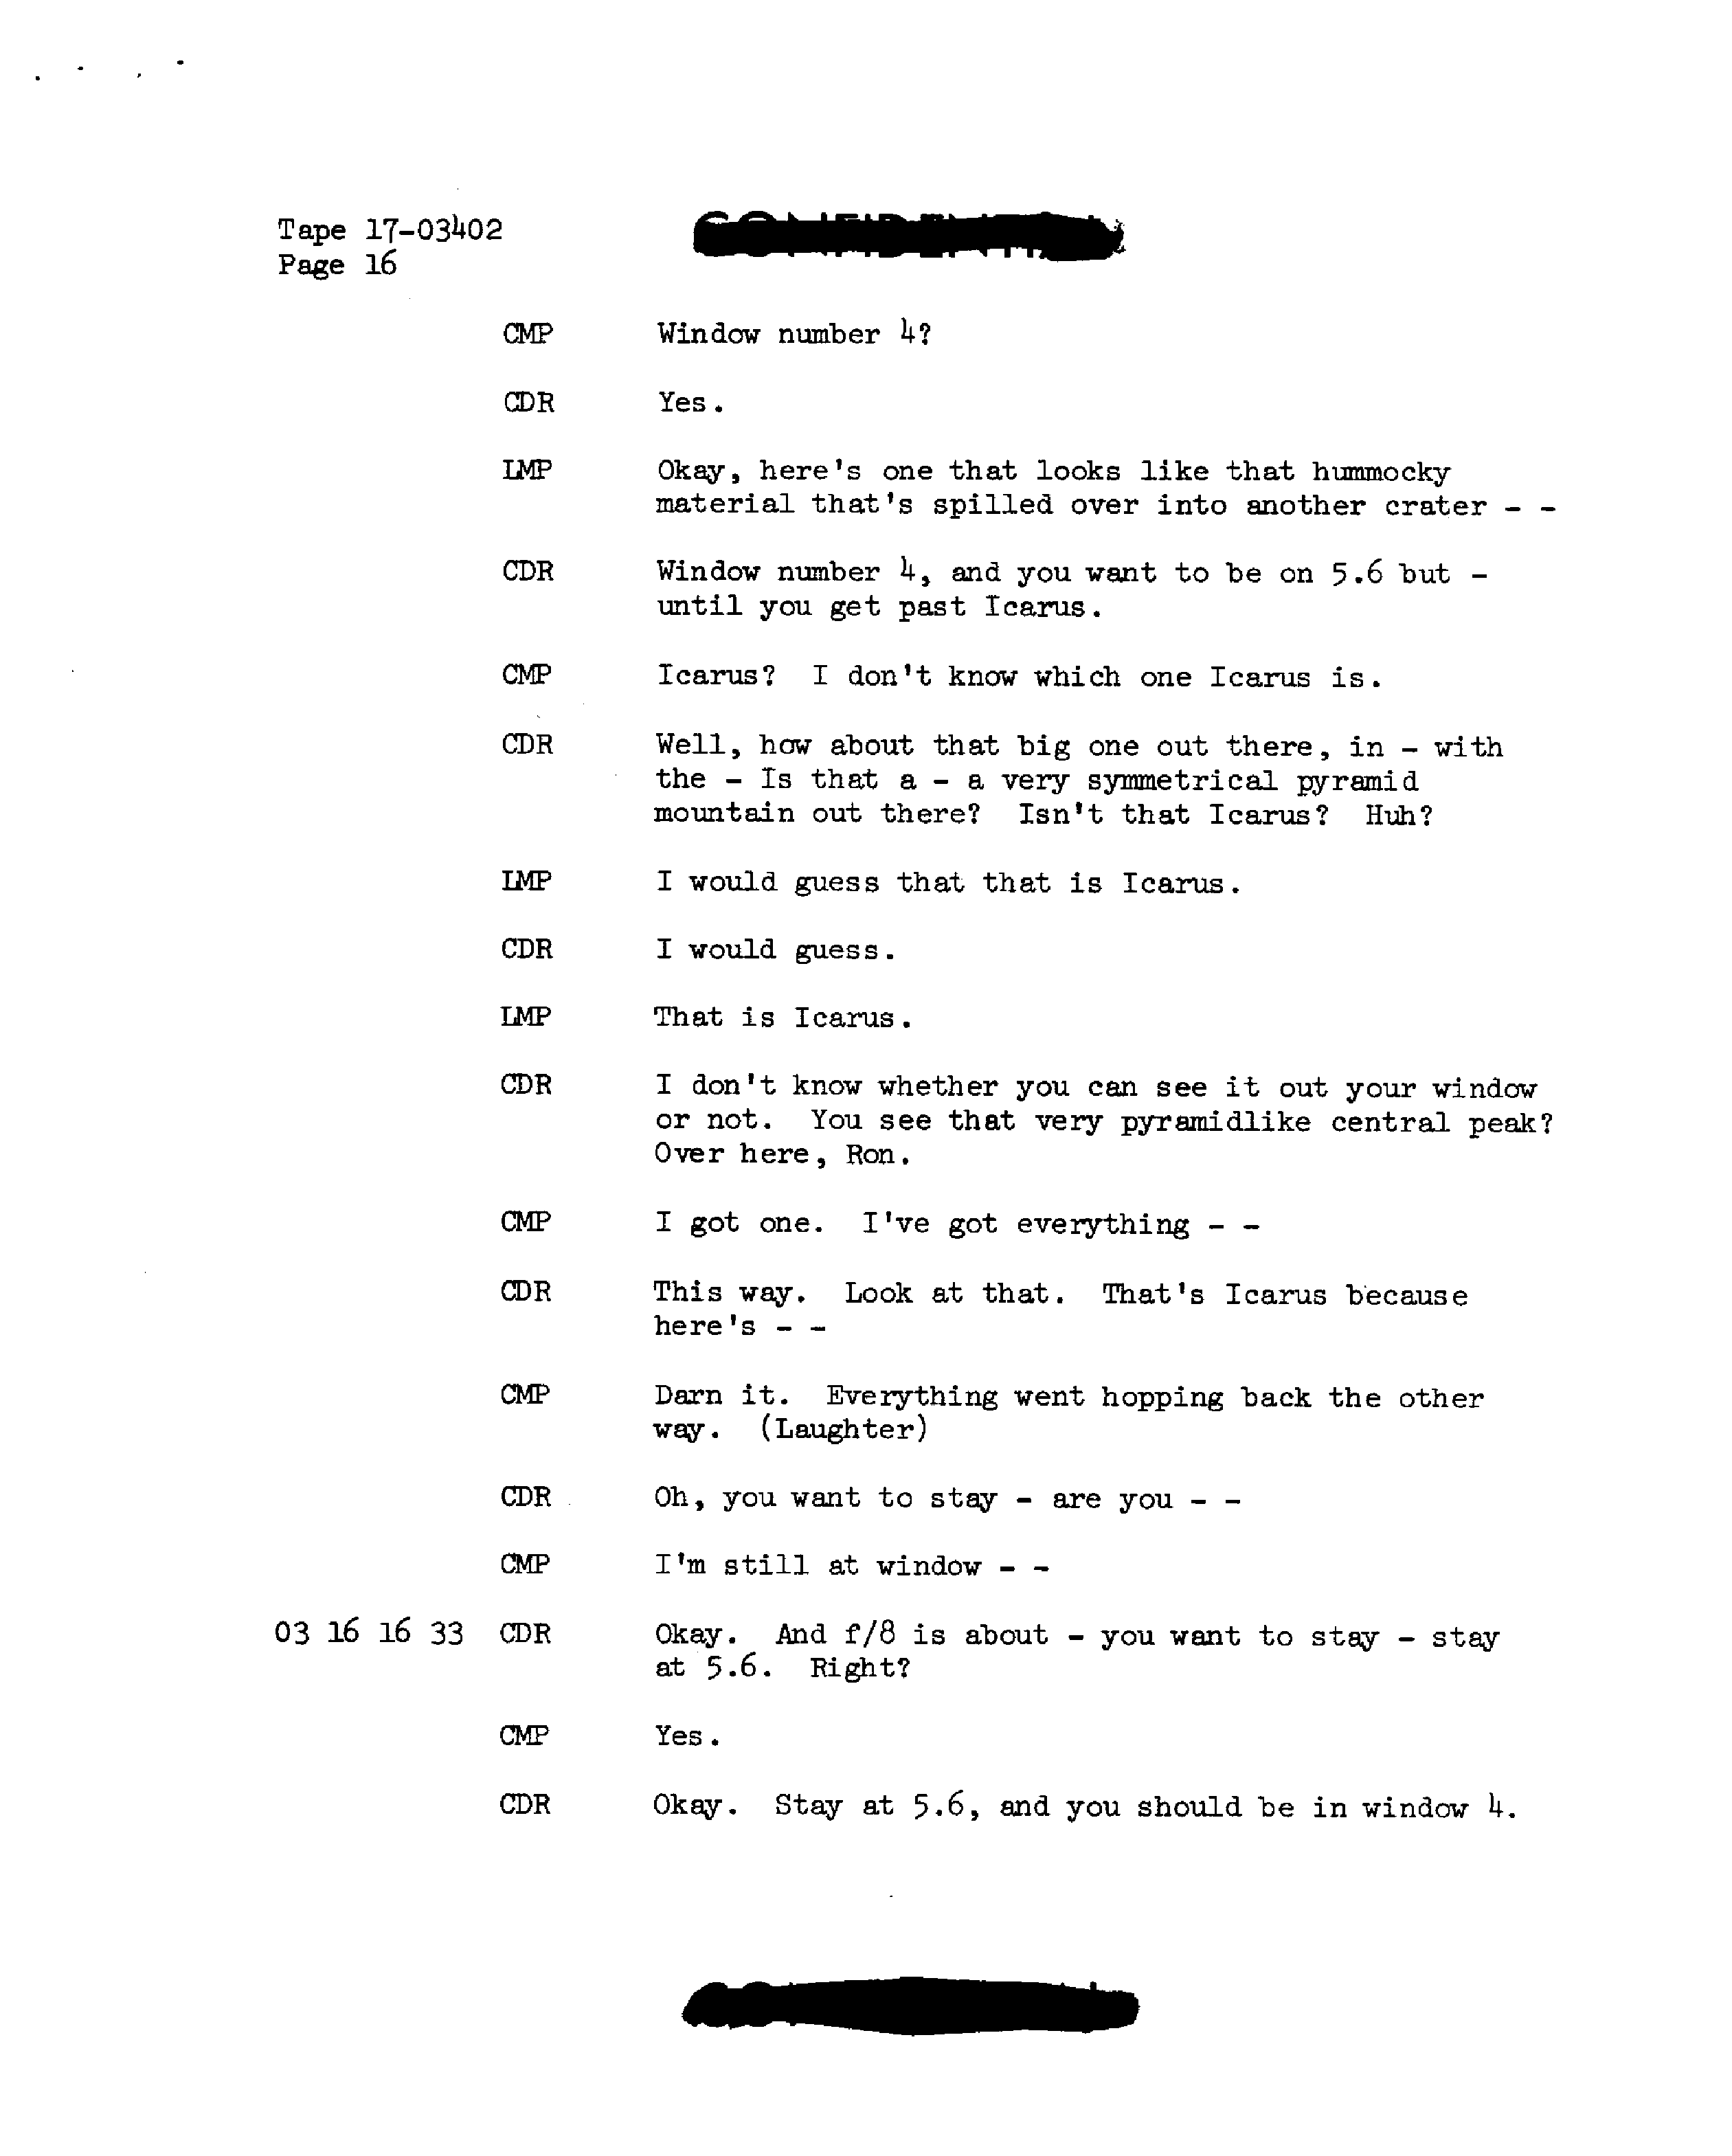 Tape 17-03402
Page 16
CMP Window number 4?
CDR Yes.
LMP Okay, here's one that looks like that hummocky
material that's spilled over into another crater - -
CDR Window number 4, and you want to be on 5.6 but -
until you get past Icarus.
CMP Icarus? I don't know which one Icarus is.
CDR Well, how about that big one out there, in - with
the - Is that a - a very symmetrical pyramid
mountain out there? Isn't that Icarus? Huh?
LMP I would guess that that is Icarus.
CDR I would guess.
LMP That is Icarus.
CDR I don't know whether you can see it out your window
or not. You see that very pyramidlike central peak?
Over here, Ron.
CMP I got one. I've got everything - -
CDR This way. Look at that. That's Icarus because
here's - -
CMP Darn it. Everything went hopping back the other
way. (Laughter)
CDR Oh, you want to stay - are you - -
CMP I'm still at window - -
03 16 16 33 CDR Okay. And f/8 is about - you want to stay - stay
at 5.6. Right?
CMP Yes.
CDR Okay. Stay at 5.6, and you should be in window 4.